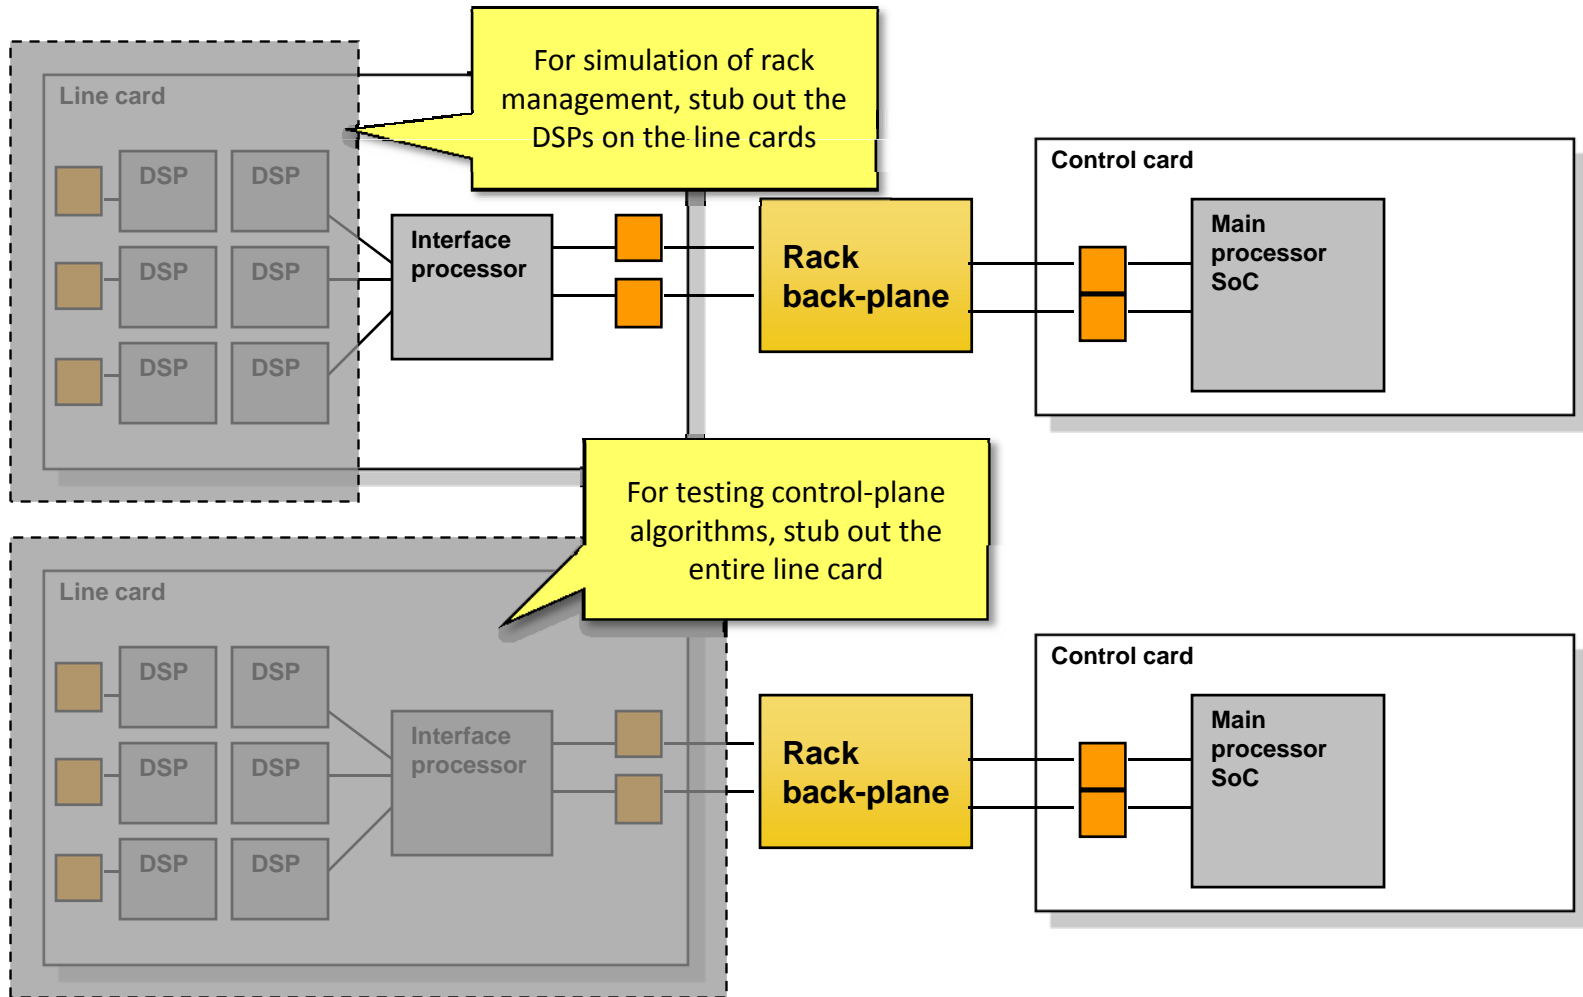 For simulation of rack
management, stub out the
DSPs on the line cards
Line card
DSP DSP
DSP DSP
DSP DSP
Interface
processor
Rack
back-plane
Control card
Main
processor
SoC
For testing control-plane
algorithms, stub out the
entire line card
Line card
DSP DSP
DSP DSP
DSP DSP
Interface
processor
Rack
back-plane
Control card
Main
processor
SoC